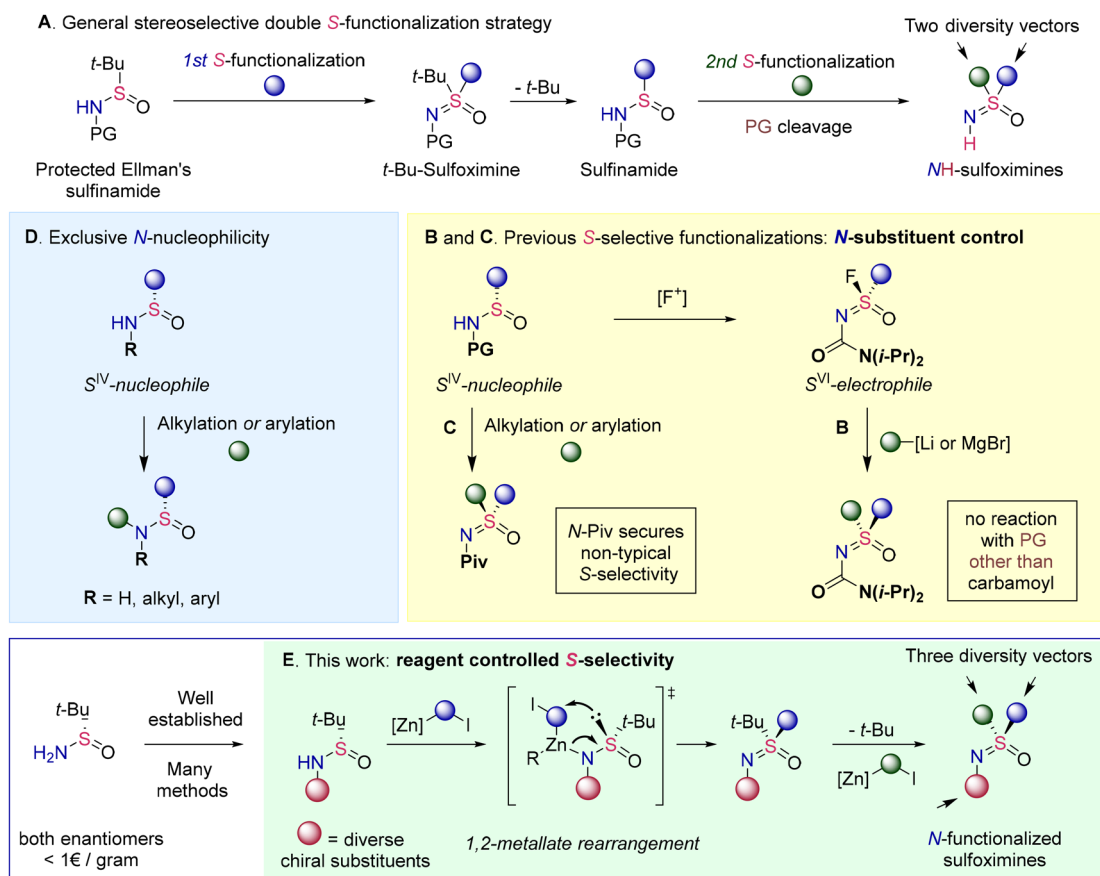 A. General stereoselective double S-functionalization strategy
Two diversity vectors
t-Bu
S
O
HN
PG
Protected Ellman's
sulfinamide
1st S-functionalization
t-Bu
S
O
N
PG
t-Bu-Sulfoximine
- t-Bu
S
O
HN
PG
Sulfinamide
2nd S-functionalization
PG cleavage
S
O
N
H
NH-sulfoximines
D. Exclusive N-nucleophilicity
S
O
HN
R
S^IV-nucleophile
Alkylation or arylation
S
O
N
R
R = H, alkyl, aryl
B and C. Previous S-selective functionalizations: N-substituent control
S
O
HN
PG
S^IV-nucleophile
[F⁺]
F
S
O
N
O
N(i-Pr)₂
S^VI-electrophile
C
Alkylation or arylation
B
[Li or MgBr]
S
O
N
Piv
N-Piv secures
non-typical
S-selectivity
S
O
N
O
N(i-Pr)₂
no reaction
with PG
other than
carbamoyl
t-Bu
S
O
H₂N
both enantiomers
< 1€ / gram
Well
established
Many
methods
E. This work: reagent controlled S-selectivity
Three diversity vectors
t-Bu
S
O
HN
= diverse
chiral substituents
[Zn]
I
I
Zn
R
N
S
t-Bu
O
‡
1,2-metallate rearrangement
t-Bu
S
O
N
- t-Bu
[Zn]
I
S
O
N
N-functionalized
sulfoximines